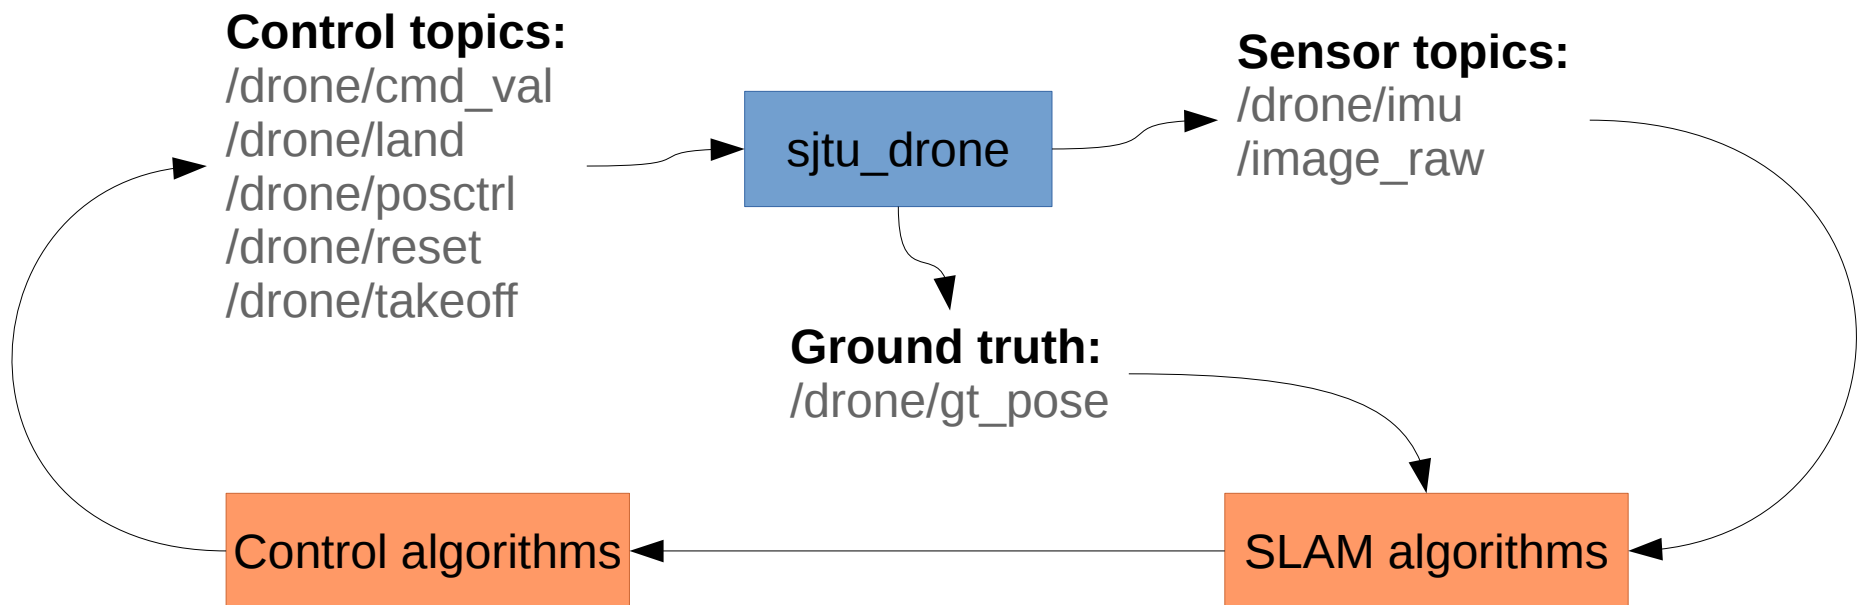 Control topics:
/drone/cmd_val
/drone/land
/drone/posctrl
/drone/reset
/drone/takeoff
sjtu_drone
Sensor topics:
/drone/imu
/image_raw
Ground truth:
/drone/gt_pose
Control algorithms
SLAM algorithms